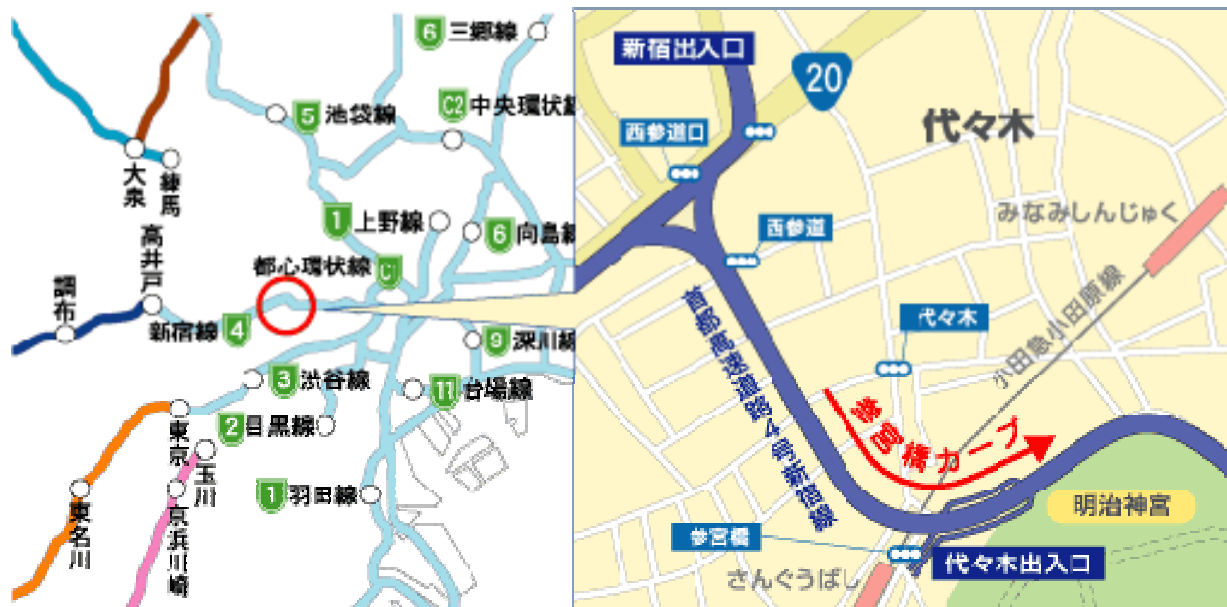 6 三郷線
C2 中央環状線
5 池袋線
大泉
練馬
1 上野線
6 向島線
高井戸
都心環状線 C1
調布
新宿線 4
9 深川線
3 渋谷線
11 台場線
2 目黒線
東京
玉川
1 羽田線
東名川
京浜川崎
新宿出入口
20
代々木
西参道口
みなみしんじゅく
西参道
小田急小田原線
代々木
首都高速道路4号新宿線
参宮橋カーブ
明治神宮
参宮橋
さんぐうばし
代々木出入口